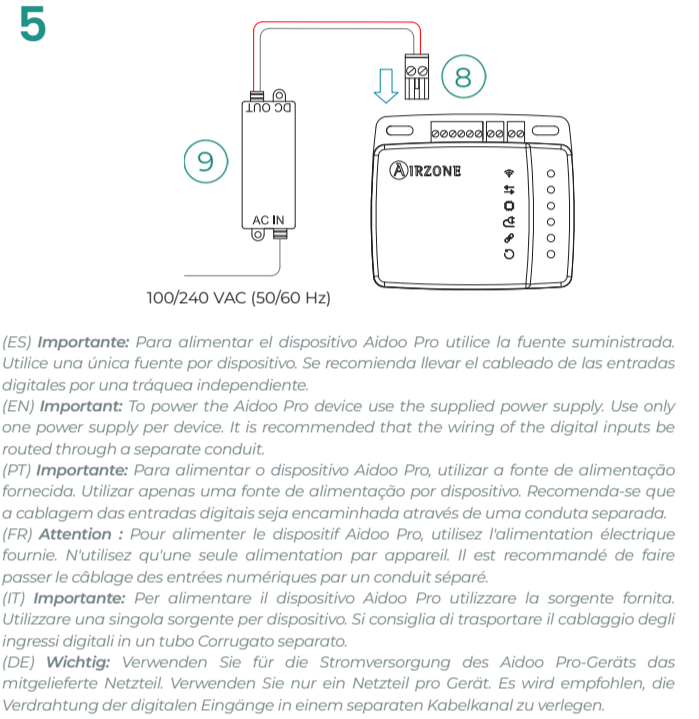 5
8
DC OUT
9
AIRZONE
AC IN
100/240 VAC (50/60 Hz)
(ES) Importante: Para alimentar el dispositivo Aidoo Pro utilice la fuente suministrada.
Utilice una única fuente por dispositivo. Se recomienda llevar el cableado de las entradas
digitales por una tráquea independiente.
(EN) Important: To power the Aidoo Pro device use the supplied power supply. Use only
one power supply per device. It is recommended that the wiring of the digital inputs be
routed through a separate conduit.
(PT) Importante: Para alimentar o dispositivo Aidoo Pro, utilizar a fonte de alimentação
fornecida. Utilizar apenas uma fonte de alimentação por dispositivo. Recomenda-se que
a cablagem das entradas digitais seja encaminhada através de uma conduta separada.
(FR) Attention : Pour alimenter le dispositif Aidoo Pro, utilisez l'alimentation électrique
fournie. N'utilisez qu'une seule alimentation par appareil. Il est recommandé de faire
passer le câblage des entrées numériques par un conduit séparé.
(IT) Importante: Per alimentare il dispositivo Aidoo Pro utilizzare la sorgente fornita.
Utilizzare una singola sorgente per dispositivo. Si consiglia di trasportare il cablaggio degli
ingressi digitali in un tubo Corrugato separato.
(DE) Wichtig: Verwenden Sie für die Stromversorgung des Aidoo Pro-Geräts das
mitgelieferte Netzteil. Verwenden Sie nur ein Netzteil pro Gerät. Es wird empfohlen, die
Verdrahtung der digitalen Eingänge in einem separaten Kabelkanal zu verlegen.